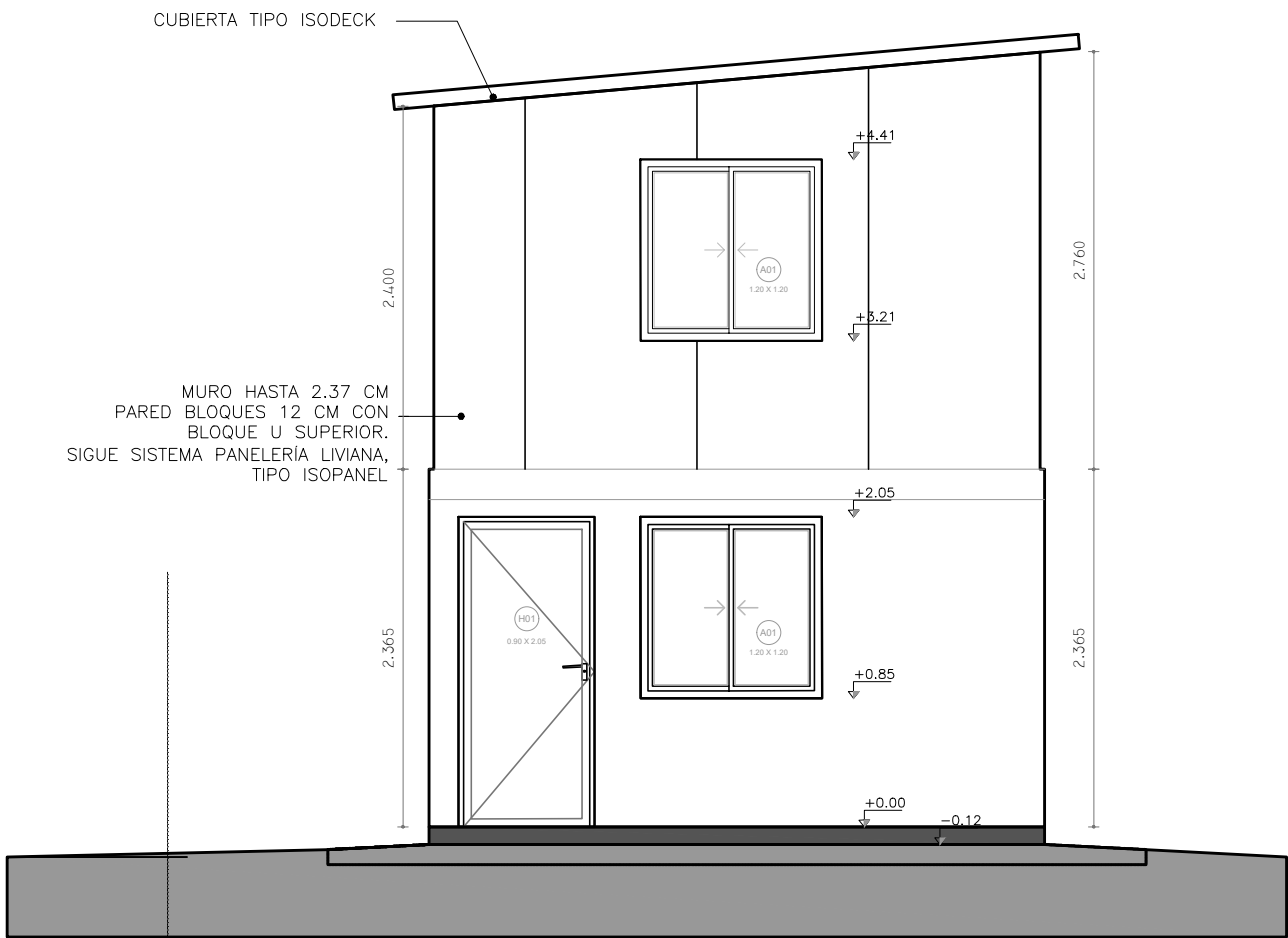 CUBIERTA TIPO ISODECK
+4.41
2.400
2.760
A01
1.20 X 1.20
+3.21
MURO HASTA 2.37 CM
PARED BLOQUES 12 CM CON
BLOQUE U SUPERIOR.
SIGUE SISTEMA PANELERÍA LIVIANA,
TIPO ISOPANEL
+2.05
H01
0.90 X 2.05
A01
1.20 X 1.20
2.365
2.365
+0.85
+0.00
-0.12